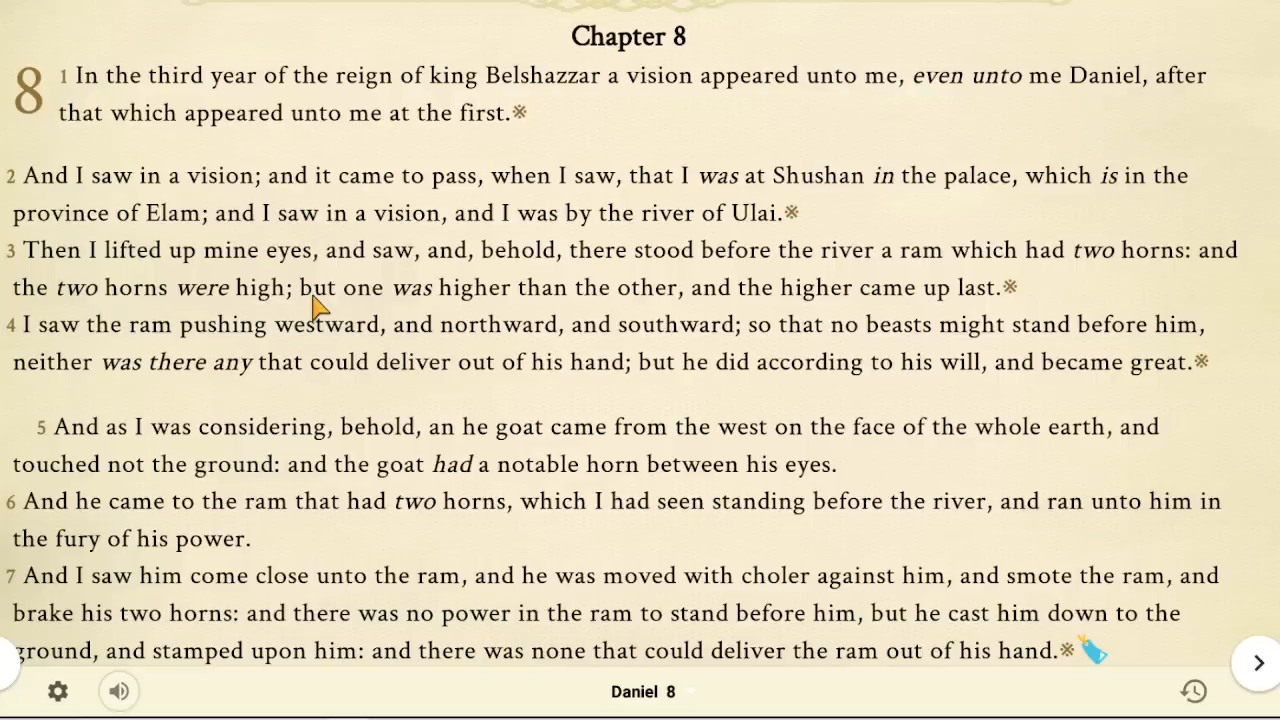 Chapter 8
8 1 In the third year of the reign of king Belshazzar a vision appeared unto me, even unto me Daniel, after
that which appeared unto me at the first.※
2 And I saw in a vision; and it came to pass, when I saw, that I was at Shushan in the palace, which is in the
province of Elam; and I saw in a vision, and I was by the river of Ulai.※
3 Then I lifted up mine eyes, and saw, and, behold, there stood before the river a ram which had two horns: and
the two horns were high; but one was higher than the other, and the higher came up last.※
4 I saw the ram pushing westward, and northward, and southward; so that no beasts might stand before him,
neither was there any that could deliver out of his hand; but he did according to his will, and became great.※
5 And as I was considering, behold, an he goat came from the west on the face of the whole earth, and
touched not the ground: and the goat had a notable horn between his eyes.
6 And he came to the ram that had two horns, which I had seen standing before the river, and ran unto him in
the fury of his power.
7 And I saw him come close unto the ram, and he was moved with choler against him, and smote the ram, and
brake his two horns: and there was no power in the ram to stand before him, but he cast him down to the
ground, and stamped upon him: and there was none that could deliver the ram out of his hand.※
Daniel 8